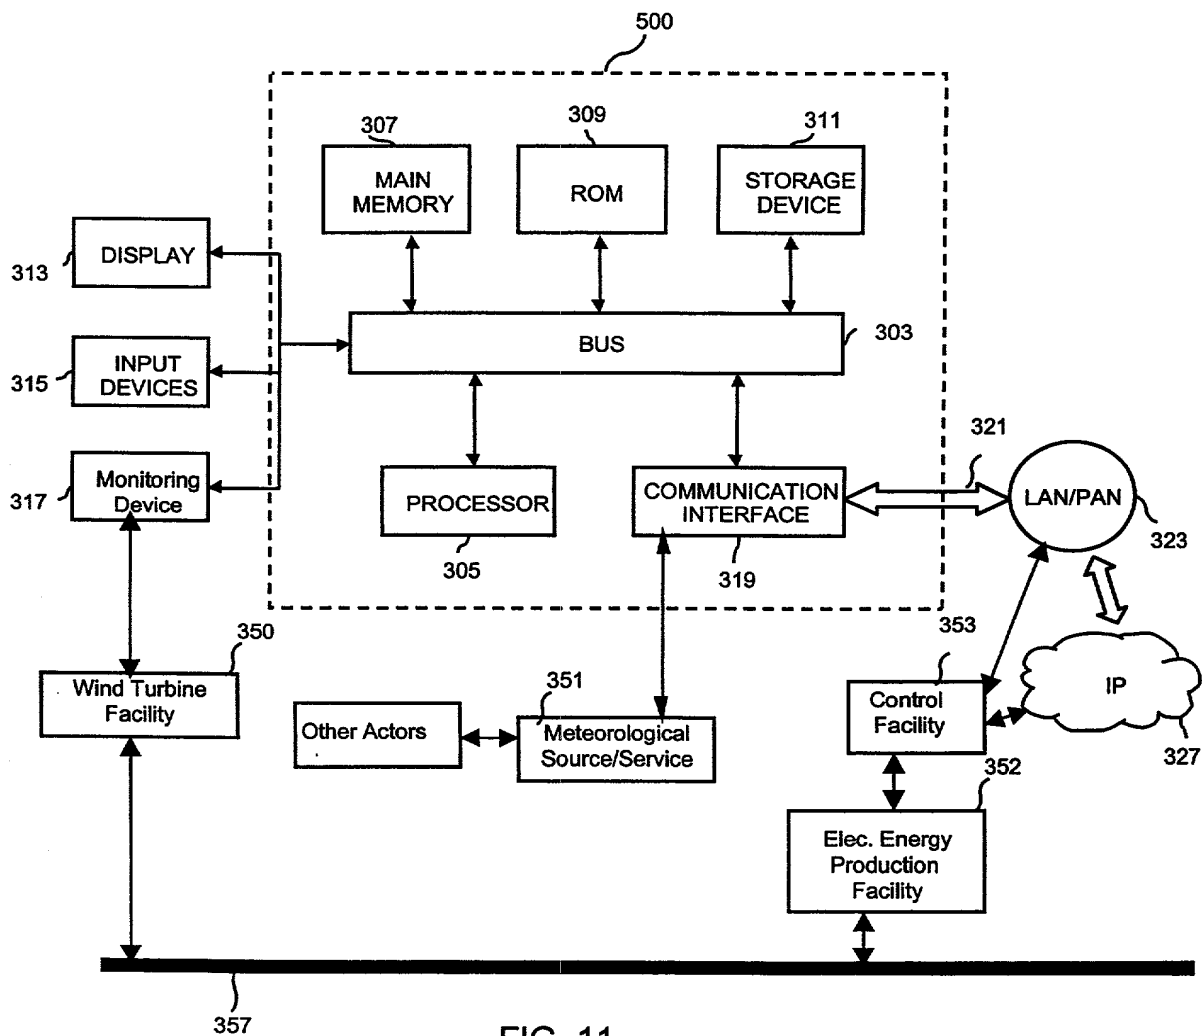 500
307
309
311
MAIN
MEMORY
ROM
STORAGE
DEVICE
DISPLAY
313
BUS
303
INPUT
DEVICES
315
321
Monitoring
Device
317
PROCESSOR
305
COMMUNICATION
INTERFACE
319
LAN/PAN
323
350
Wind Turbine
Facility
351
Other Actors
Meteorological
Source/Service
353
Control
Facility
IP
327
352
Elec. Energy
Production
Facility
357
FIG. 11